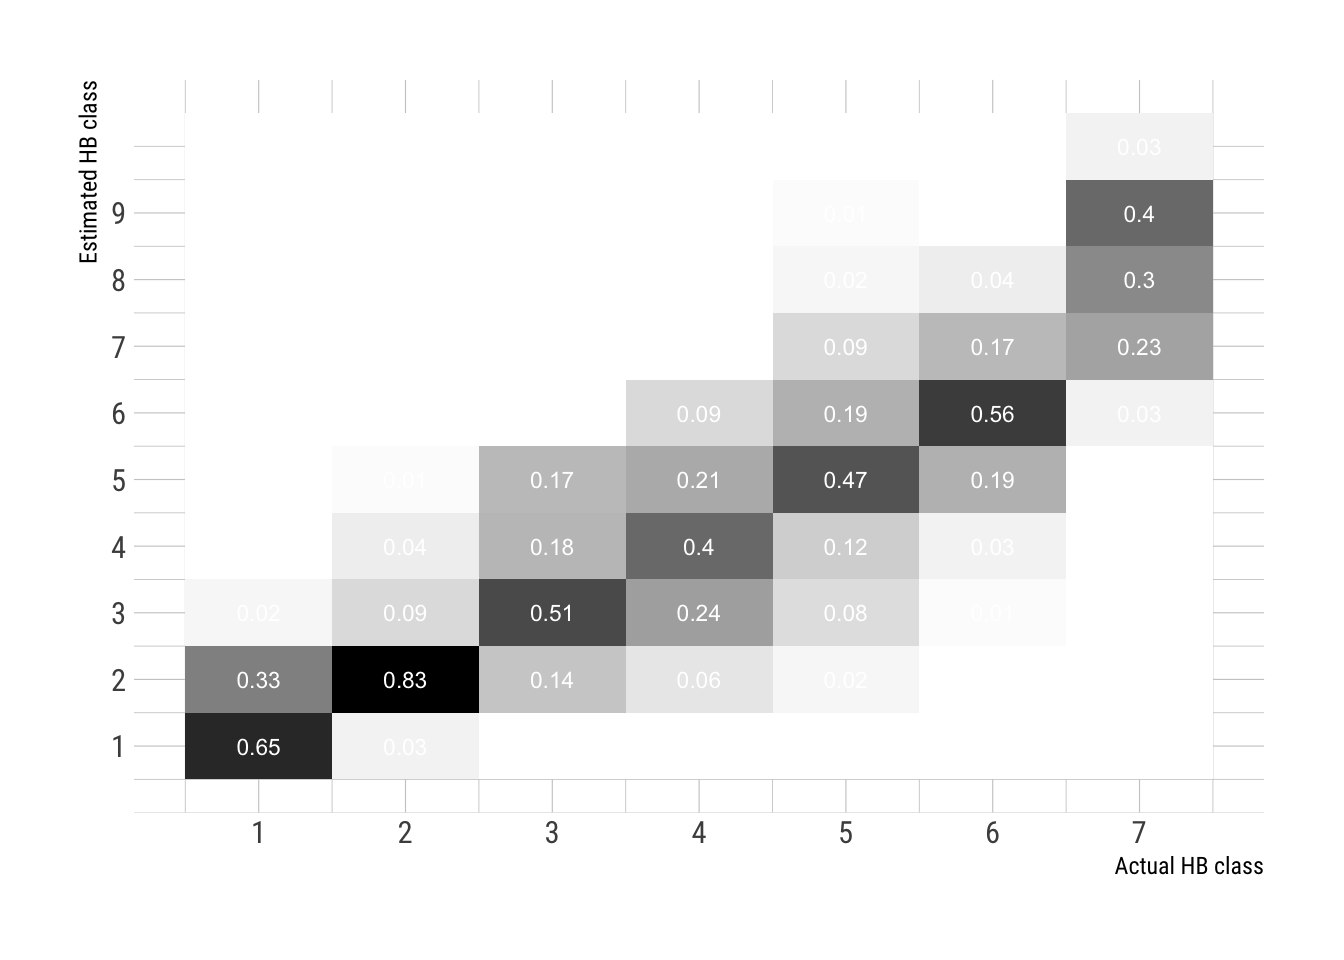 Estimated HB class
0.03
9 0.01 0.4
8 0.02 0.04 0.3
7 0.09 0.17 0.23
6 0.09 0.19 0.56 0.03
5 0.01 0.17 0.21 0.47 0.19
4 0.04 0.18 0.4 0.12 0.03
3 0.02 0.09 0.51 0.24 0.08 0.01
2 0.33 0.83 0.14 0.06 0.02
1 0.65 0.03
1 2 3 4 5 6 7
Actual HB class